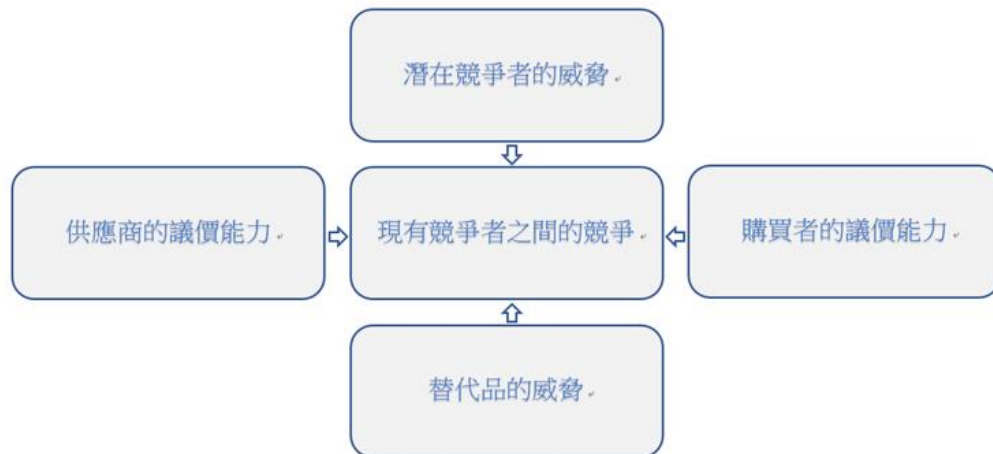 潛在競爭者的威脅
供應商的議價能力
現有競爭者之間的競爭
購買者的議價能力
替代品的威脅